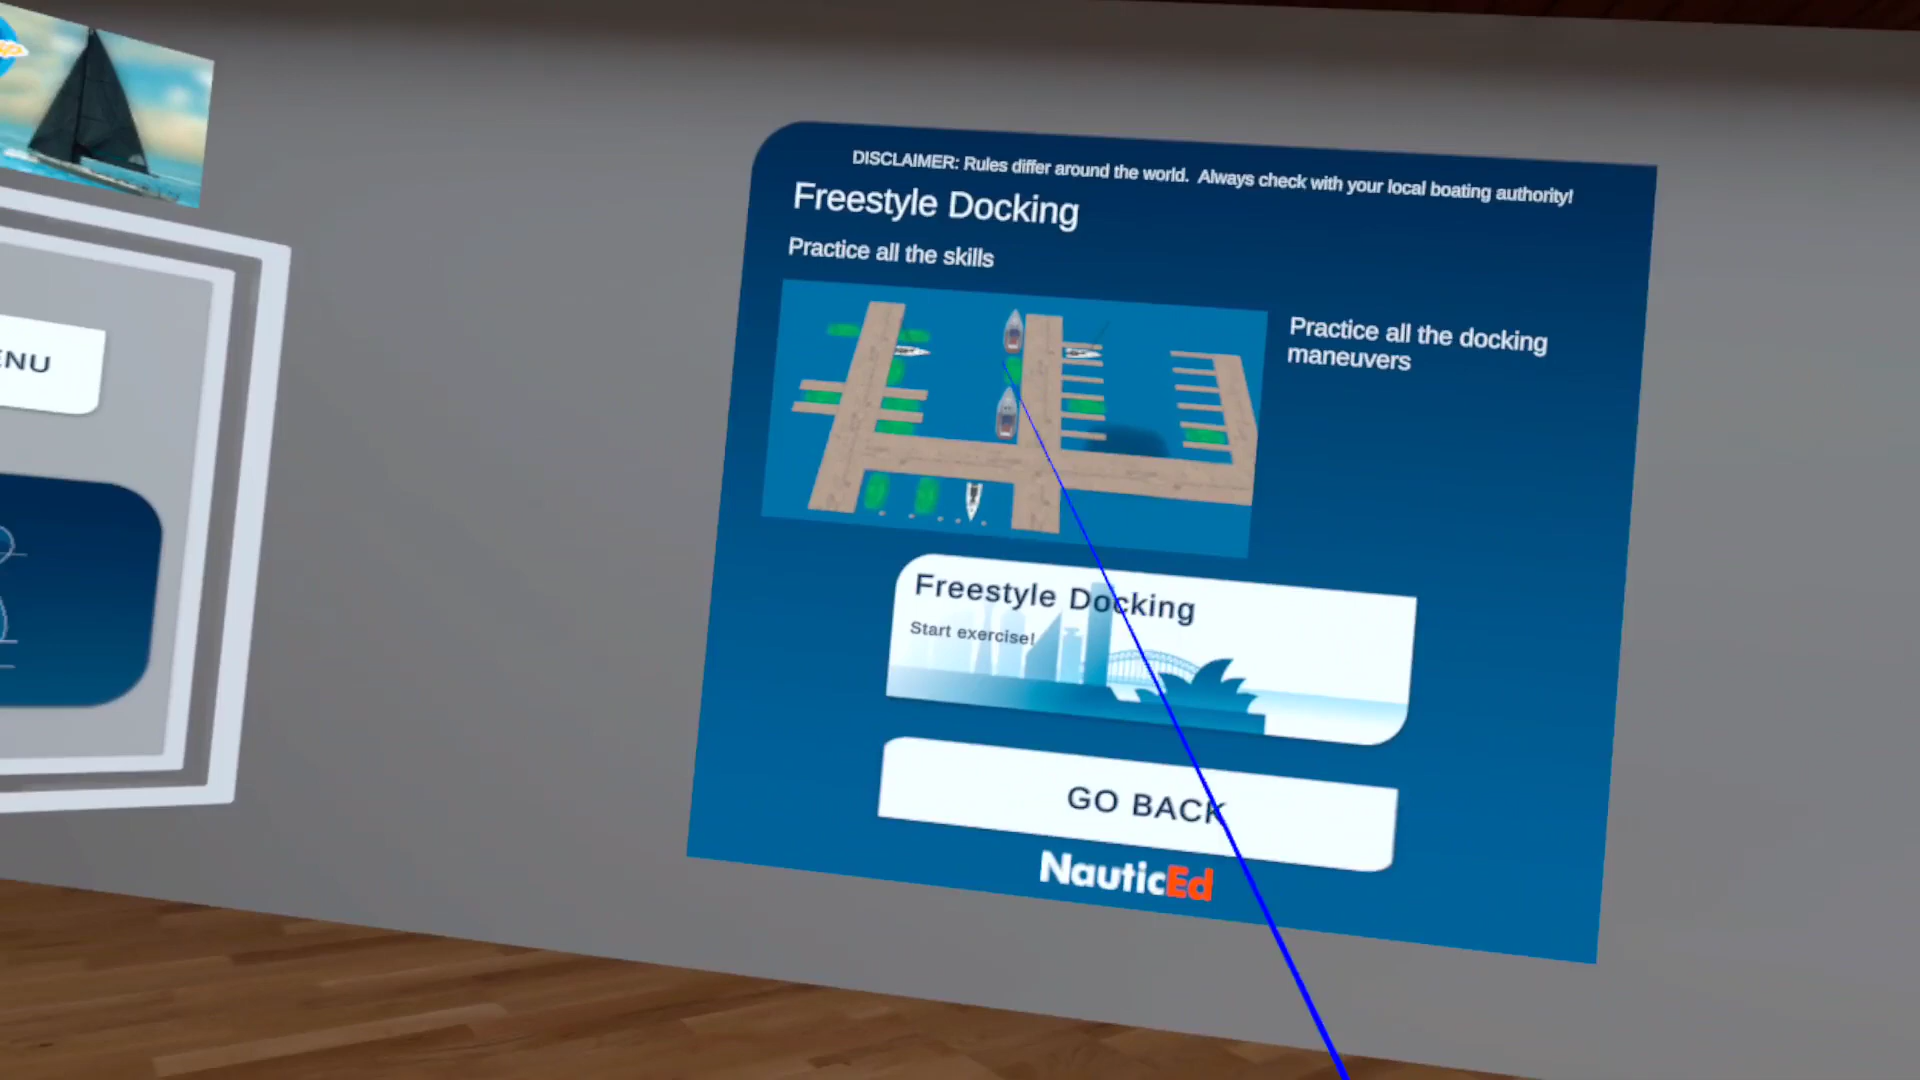 DISCLAIMER: Rules differ around the world. Always check with your local boating authority!
Freestyle Docking
Practice all the skills
Practice all the docking
maneuvers
Freestyle Docking
Start exercise!
GO BACK
NauticEd
ENU